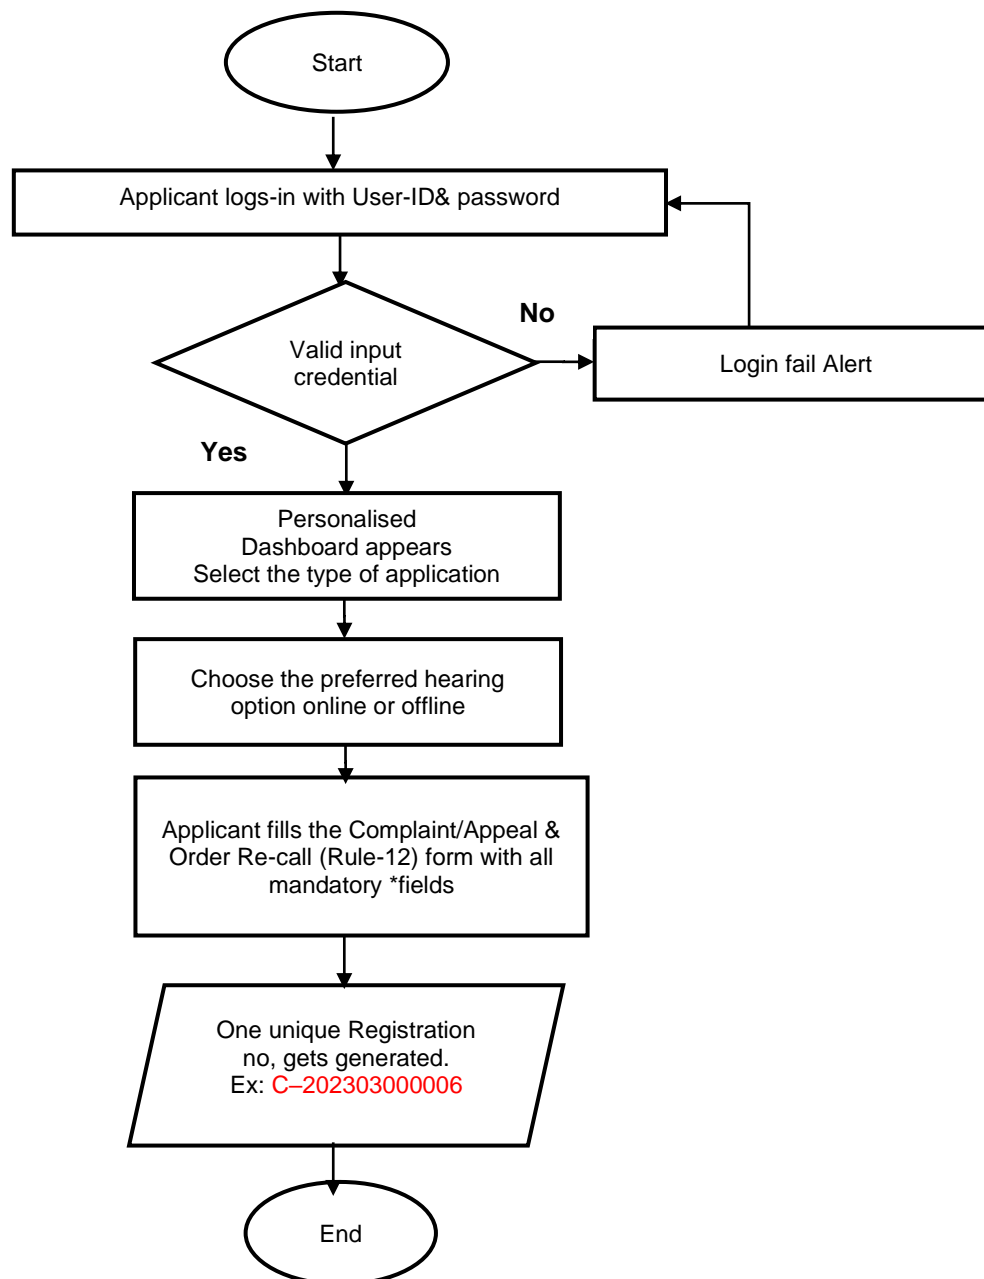 Start
Applicant logs-in with User-ID& password
No
Valid input
credential
Login fail Alert
Yes
Personalised
Dashboard appears
Select the type of application
Choose the preferred hearing
option online or offline
Applicant fills the Complaint/Appeal &
Order Re-call (Rule-12) form with all
mandatory *fields
One unique Registration
no, gets generated.
Ex: C–202303000006
End